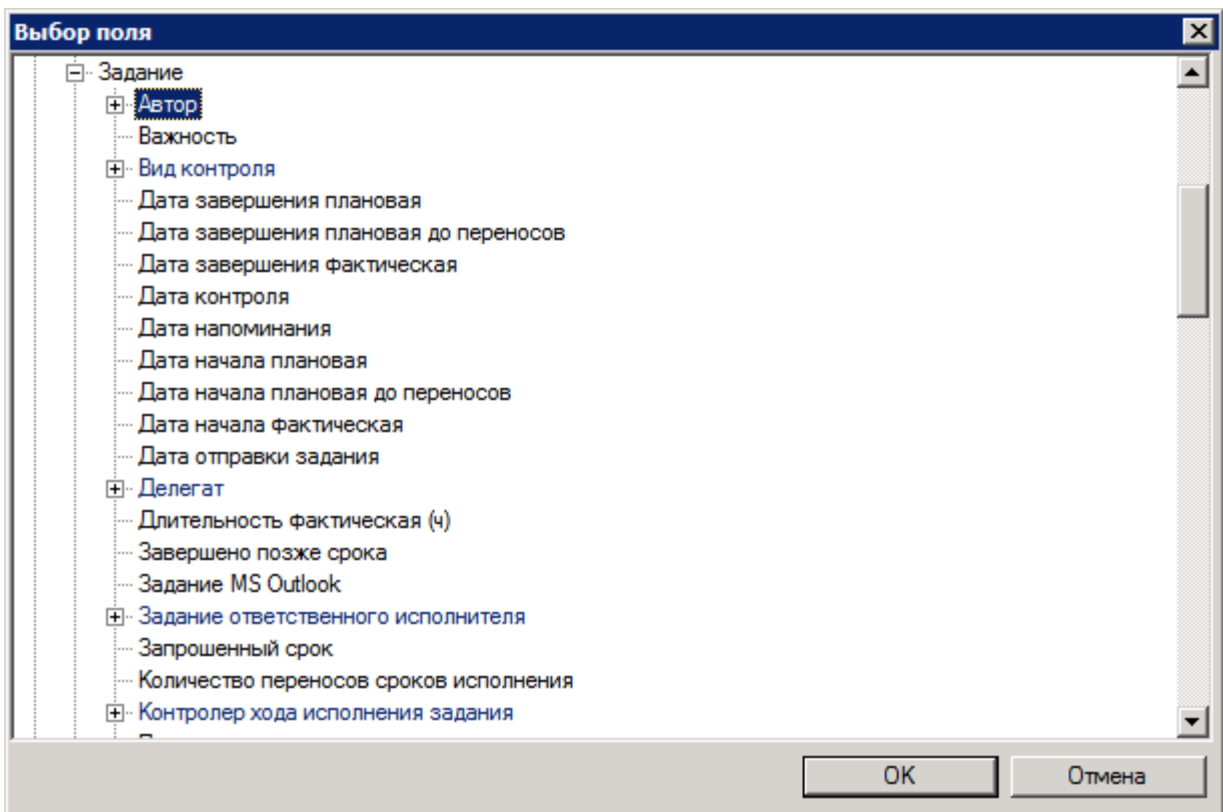 Выбор поля
Задание
Автор
Важность
Вид контроля
Дата завершения плановая
Дата завершения плановая до переносов
Дата завершения фактическая
Дата контроля
Дата напоминания
Дата начала плановая
Дата начала плановая до переносов
Дата начала фактическая
Дата отправки задания
Делегат
Длительность фактическая (ч)
Завершено позже срока
Задание MS Outlook
Задание ответственного исполнителя
Запрошенный срок
Количество переносов сроков исполнения
Контролер хода исполнения задания
OK
Отмена